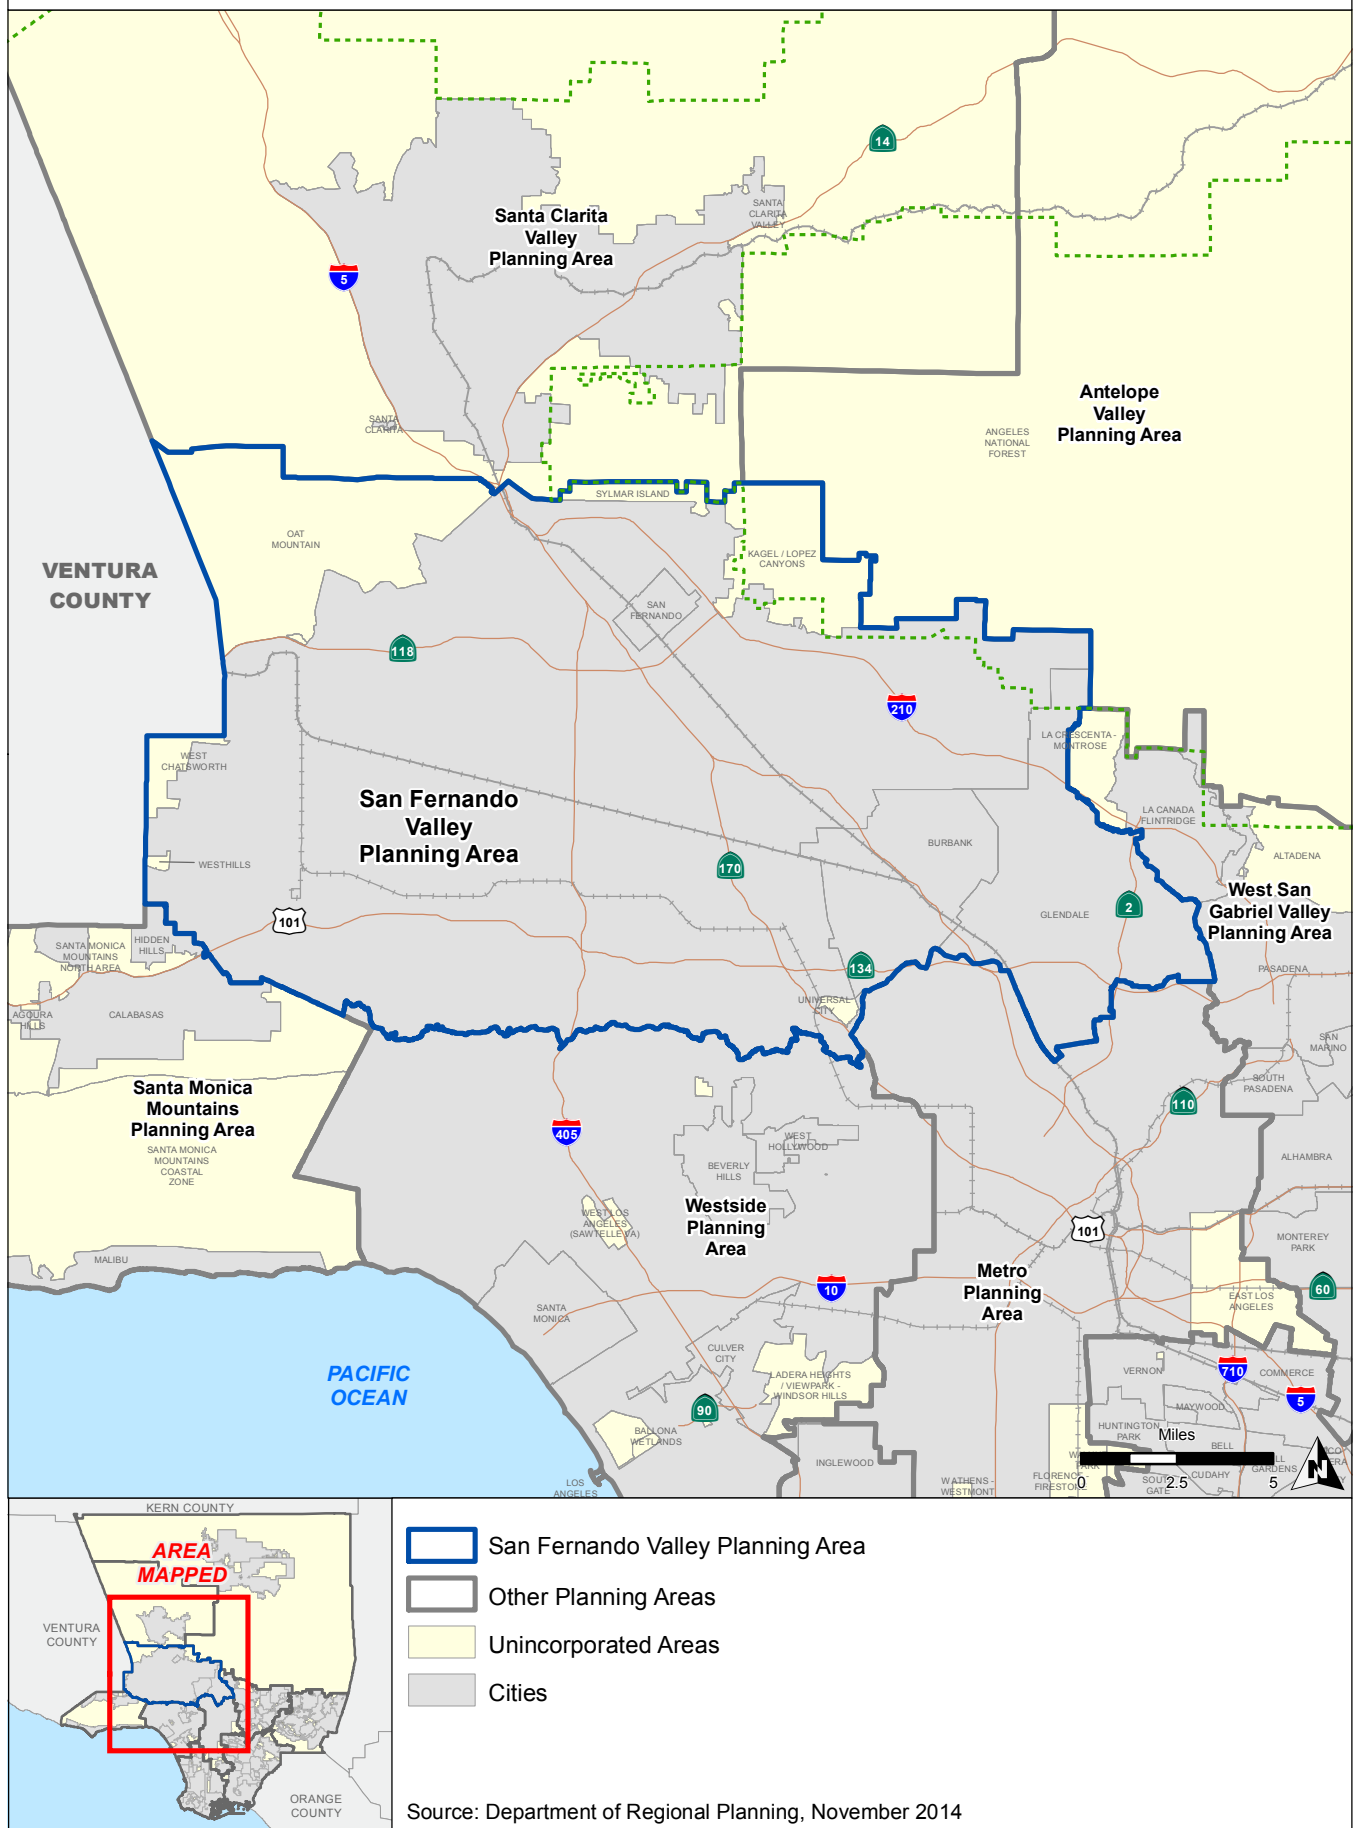 14
SANTA
CLARITA
VALLEY
Santa Clarita
Valley
Planning Area
5
Antelope
Valley
Planning Area
ANGELES
NATIONAL
FOREST
SANTA
CLARITA
SYLMAR ISLAND
OAT
MOUNTAIN
KAGEL / LOPEZ
CANYONS
VENTURA
COUNTY
SAN
FERNANDO
118
210
LA CRESCENTA -
MONTROSE
WEST
CHATSWORTH
San Fernando
Valley
Planning Area
LA CANADA
FLINTRIDGE
BURBANK
ALTADENA
WESTHILLS
170
West San
Gabriel Valley
Planning Area
2
GLENDALE
101
HIDDEN
HILLS
SANTA MONICA
MOUNTAINS
NORTH AREA
134
PASADENA
UNIVERSAL
CITY
AGOURA
HILLS
CALABASAS
SAN
MARINO
SOUTH
PASADENA
Santa Monica
Mountains
Planning Area
110
405
WEST
HOLLYWOOD
SANTA MONICA
MOUNTAINS
COASTAL
ZONE
BEVERLY
HILLS
ALHAMBRA
Westside
Planning
Area
WEST LOS
ANGELES
(SAWTELLE VA)
101
MONTEREY
PARK
MALIBU
Metro
Planning
Area
10
60
EAST LOS
ANGELES
SANTA
MONICA
CULVER
CITY
PACIFIC
OCEAN
LADERA HEIGHTS
/ VIEWPARK -
WINDSOR HILLS
VERNON
710
COMMERCE
5
90
MAYWOOD
HUNTINGTON
PARK
BALLONA
WETLANDS
Miles
BELL
INGLEWOOD
GARDENS
CUDAHY
N
LOS
ANGELES
W ATHENS -
WESTMONT
FLORENCE -
FIRESTONE
0
2.5
5
GATE
KERN COUNTY
AREA
MAPPED
VENTURA
COUNTY
ORANGE
COUNTY
San Fernando Valley Planning Area
Other Planning Areas
Unincorporated Areas
Cities
Source: Department of Regional Planning, November 2014